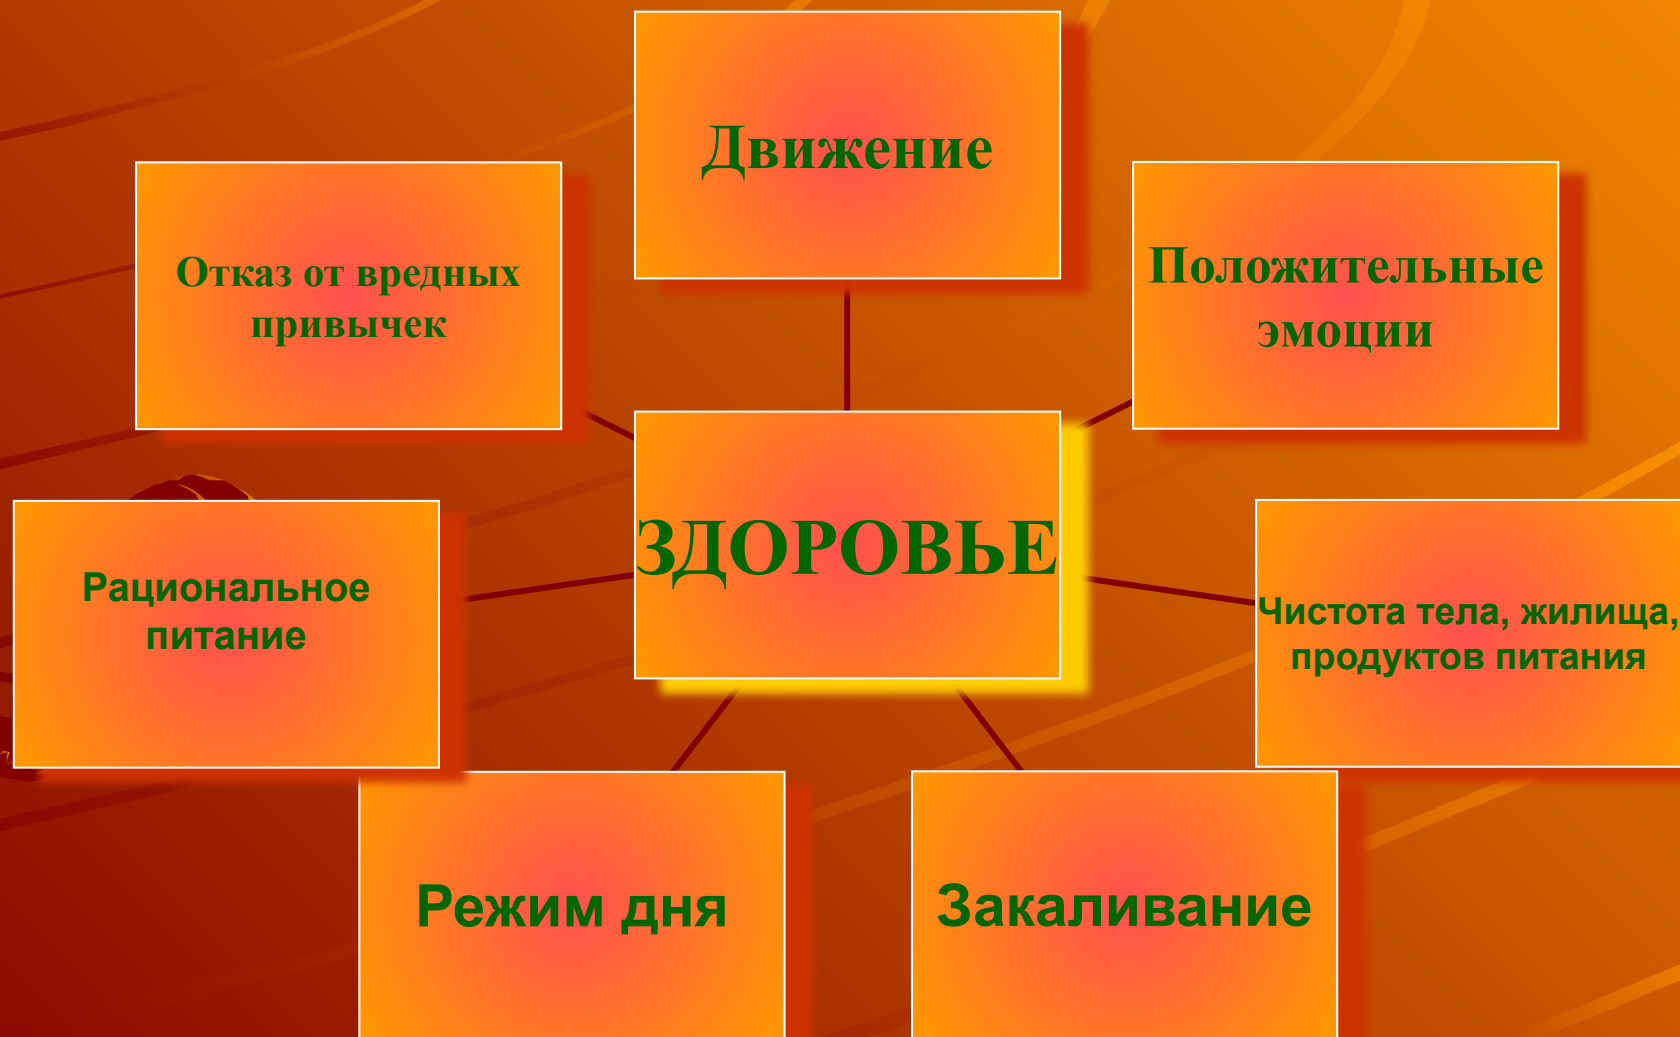 Движение
Отказ от вредных
привычек
Положительные
эмоции
ЗДОРОВЬЕ
Рациональное
питание
Чистота тела, жилища,
продуктов питания
Режим дня
Закаливание